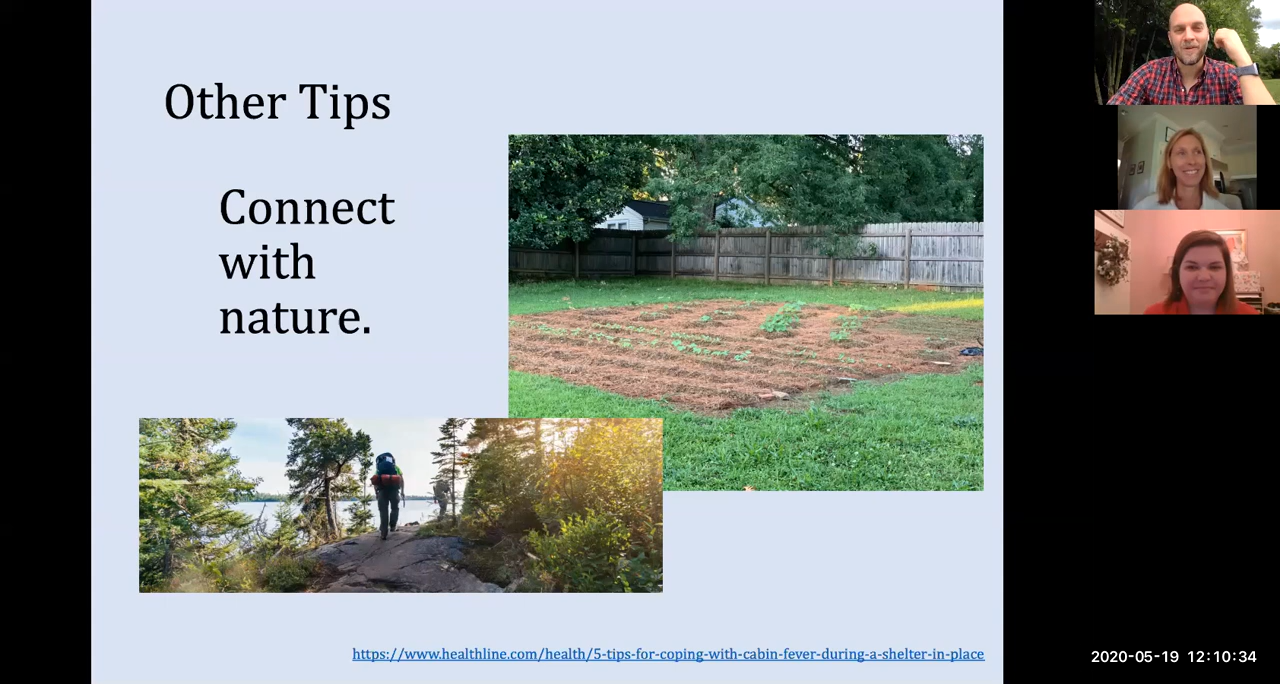 Other Tips
Connect
with
nature.
https://www.healthline.com/health/5-tips-for-coping-with-cabin-fever-during-a-shelter-in-place
2020-05-19 12:10:34